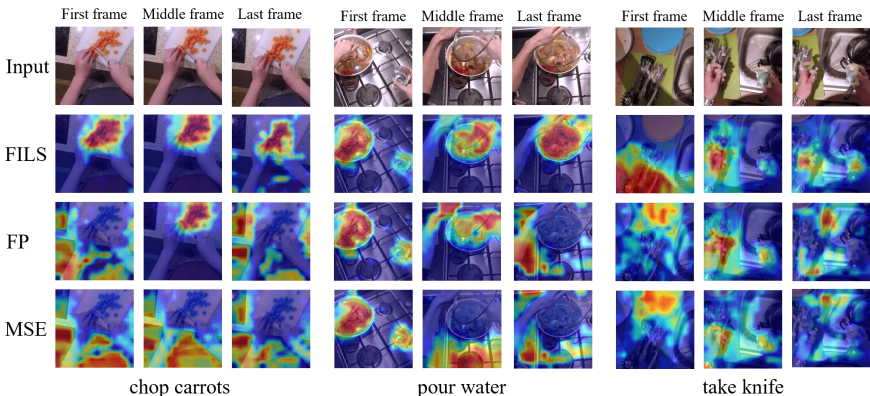 First frame Middle frame Last frame First frame Middle frame Last frame First frame Middle frame Last frame
Input
FILS
FP
MSE
chop carrots pour water take knife